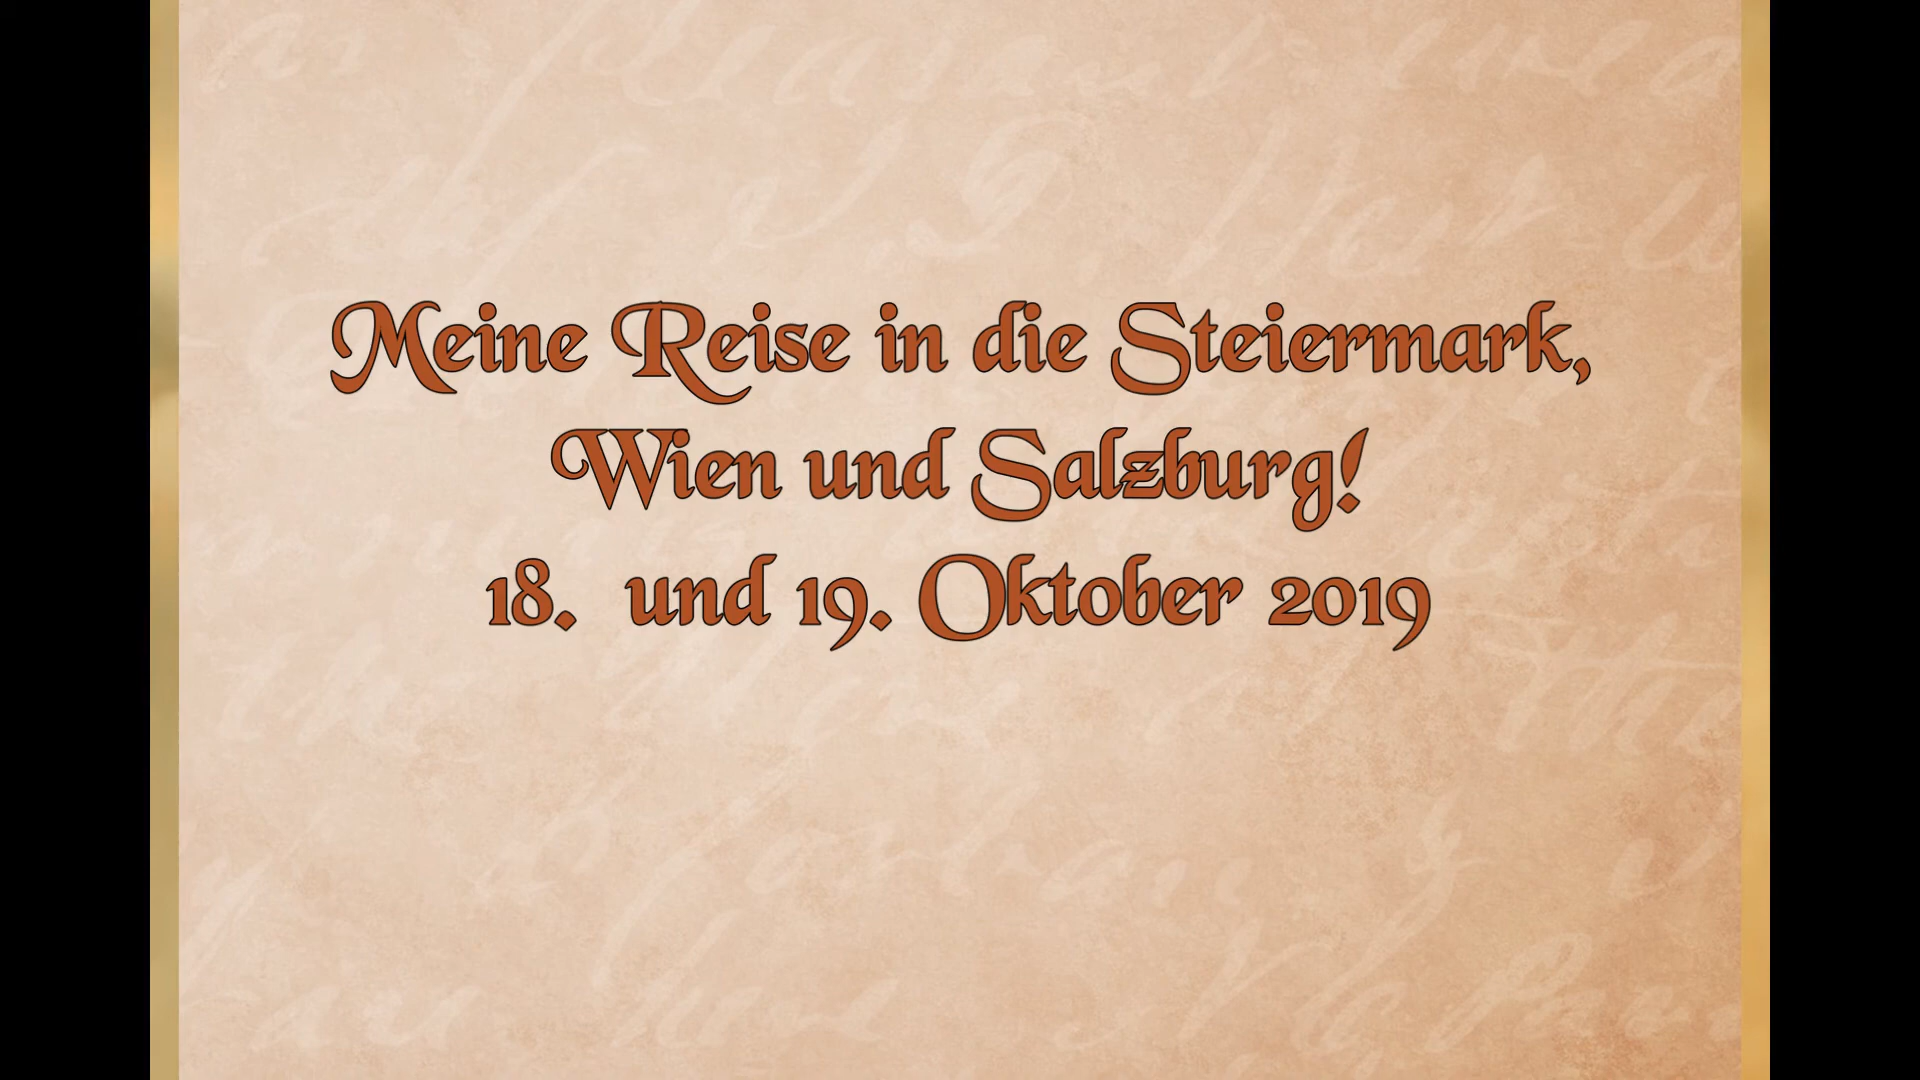 Meine Reise in die Steiermark,
Wien und Salzburg!
18. und 19. Oktober 2019